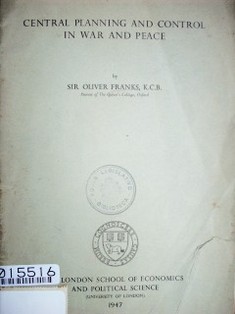 CENTRAL PLANNING AND CONTROL
IN WAR AND PEACE
by
SIR OLIVER FRANKS, K.C.B.
Provost of The Queen's College, Oxford
LONDON SCHOOL OF ECONOMICS
AND POLITICAL SCIENCE
(UNIVERSITY OF LONDON)
1947
015516